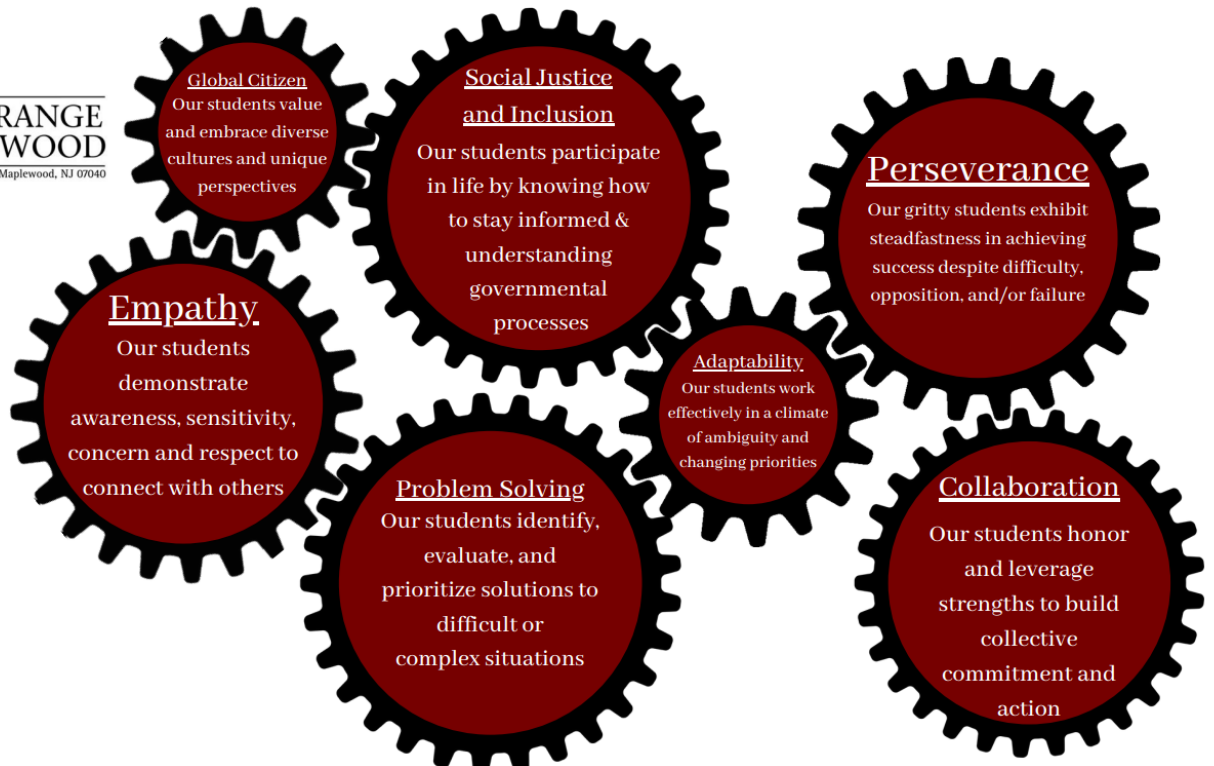 RANGE
WOOD
Maplewood, NJ 07040
Global Citizen
Our students value
and embrace diverse
cultures and unique
perspectives
Social Justice
and Inclusion
Our students participate
in life by knowing how
to stay informed &
understanding
governmental
processes
Perseverance
Our gritty students exhibit
steadfastness in achieving
success despite difficulty,
opposition, and/or failure
Empathy
Our students
demonstrate
awareness, sensitivity,
concern and respect to
connect with others
Adaptability
Our students work
effectively in a climate
of ambiguity and
changing priorities
Problem Solving
Our students identify,
evaluate, and
prioritize solutions to
difficult or
complex situations
Collaboration
Our students honor
and leverage
strengths to build
collective
commitment and
action